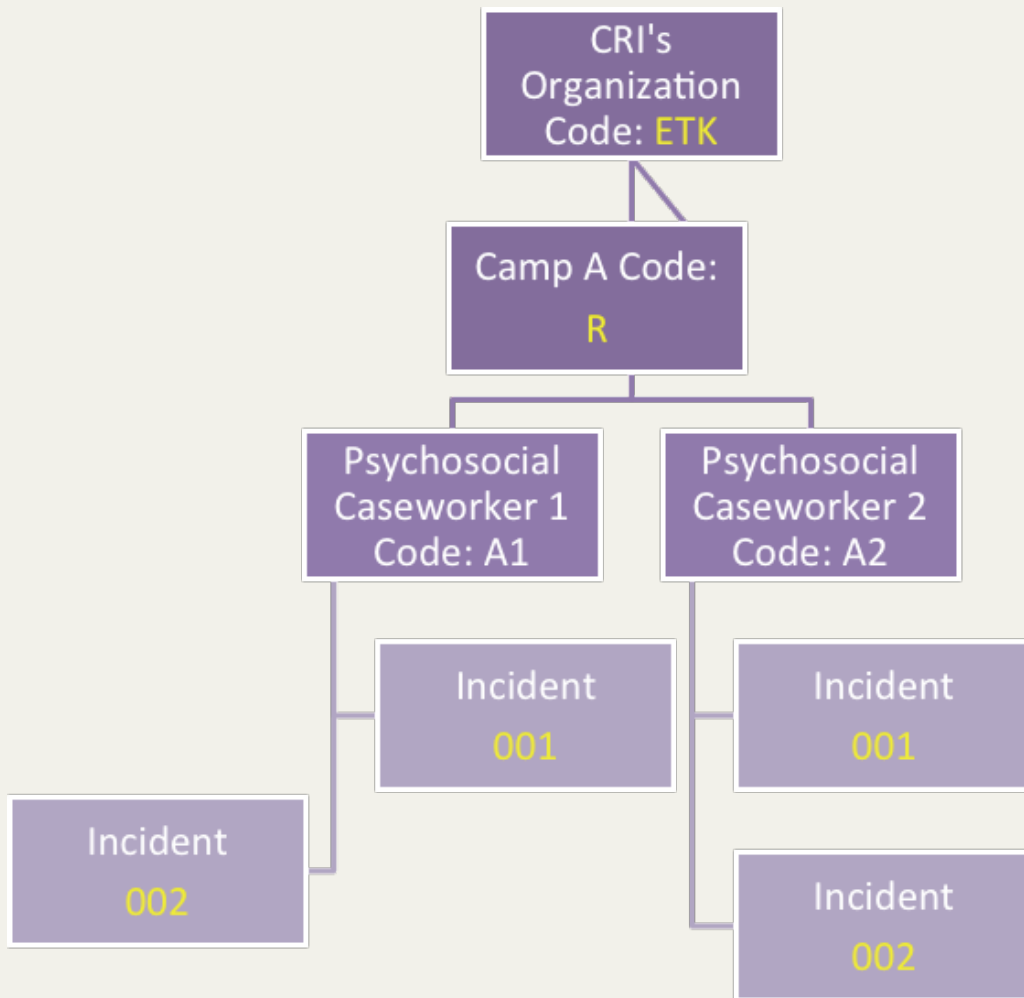 CRI's
Organization
Code: ETK
Camp A Code:
R
Psychosocial
Caseworker 1
Code: A1
Psychosocial
Caseworker 2
Code: A2
Incident
001
Incident
001
Incident
002
Incident
002